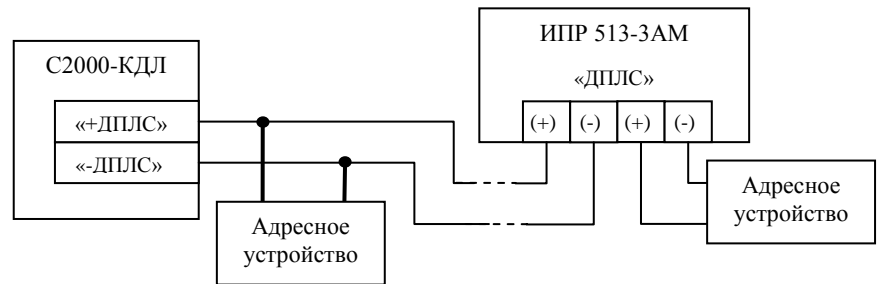 С2000-КДЛ
«+ДПЛС»
«-ДПЛС»
Адресное
устройство
ИПР 513-3АМ
«ДПЛС»
(+) (-) (+) (-)
Адресное
устройство